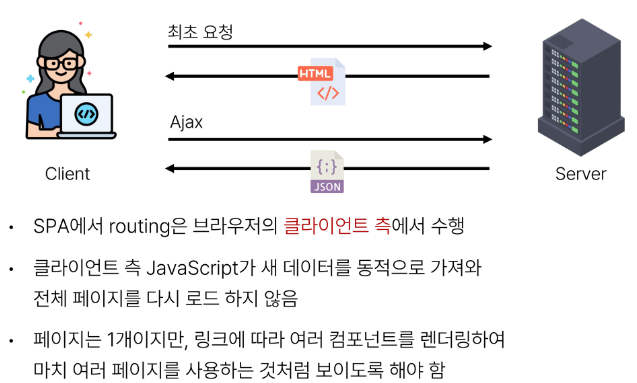 최초 요청
HTML
</>
Ajax
{;}
JSON
</>
Client
Server
• SPA에서 routing은 브라우저의 클라이언트 측에서 수행
• 클라이언트 측 JavaScript가 새 데이터를 동적으로 가져와
전체 페이지를 다시 로드 하지 않음
• 페이지는 1개이지만, 링크에 따라 여러 컴포넌트를 렌더링하여
마치 여러 페이지를 사용하는 것처럼 보이도록 해야 함